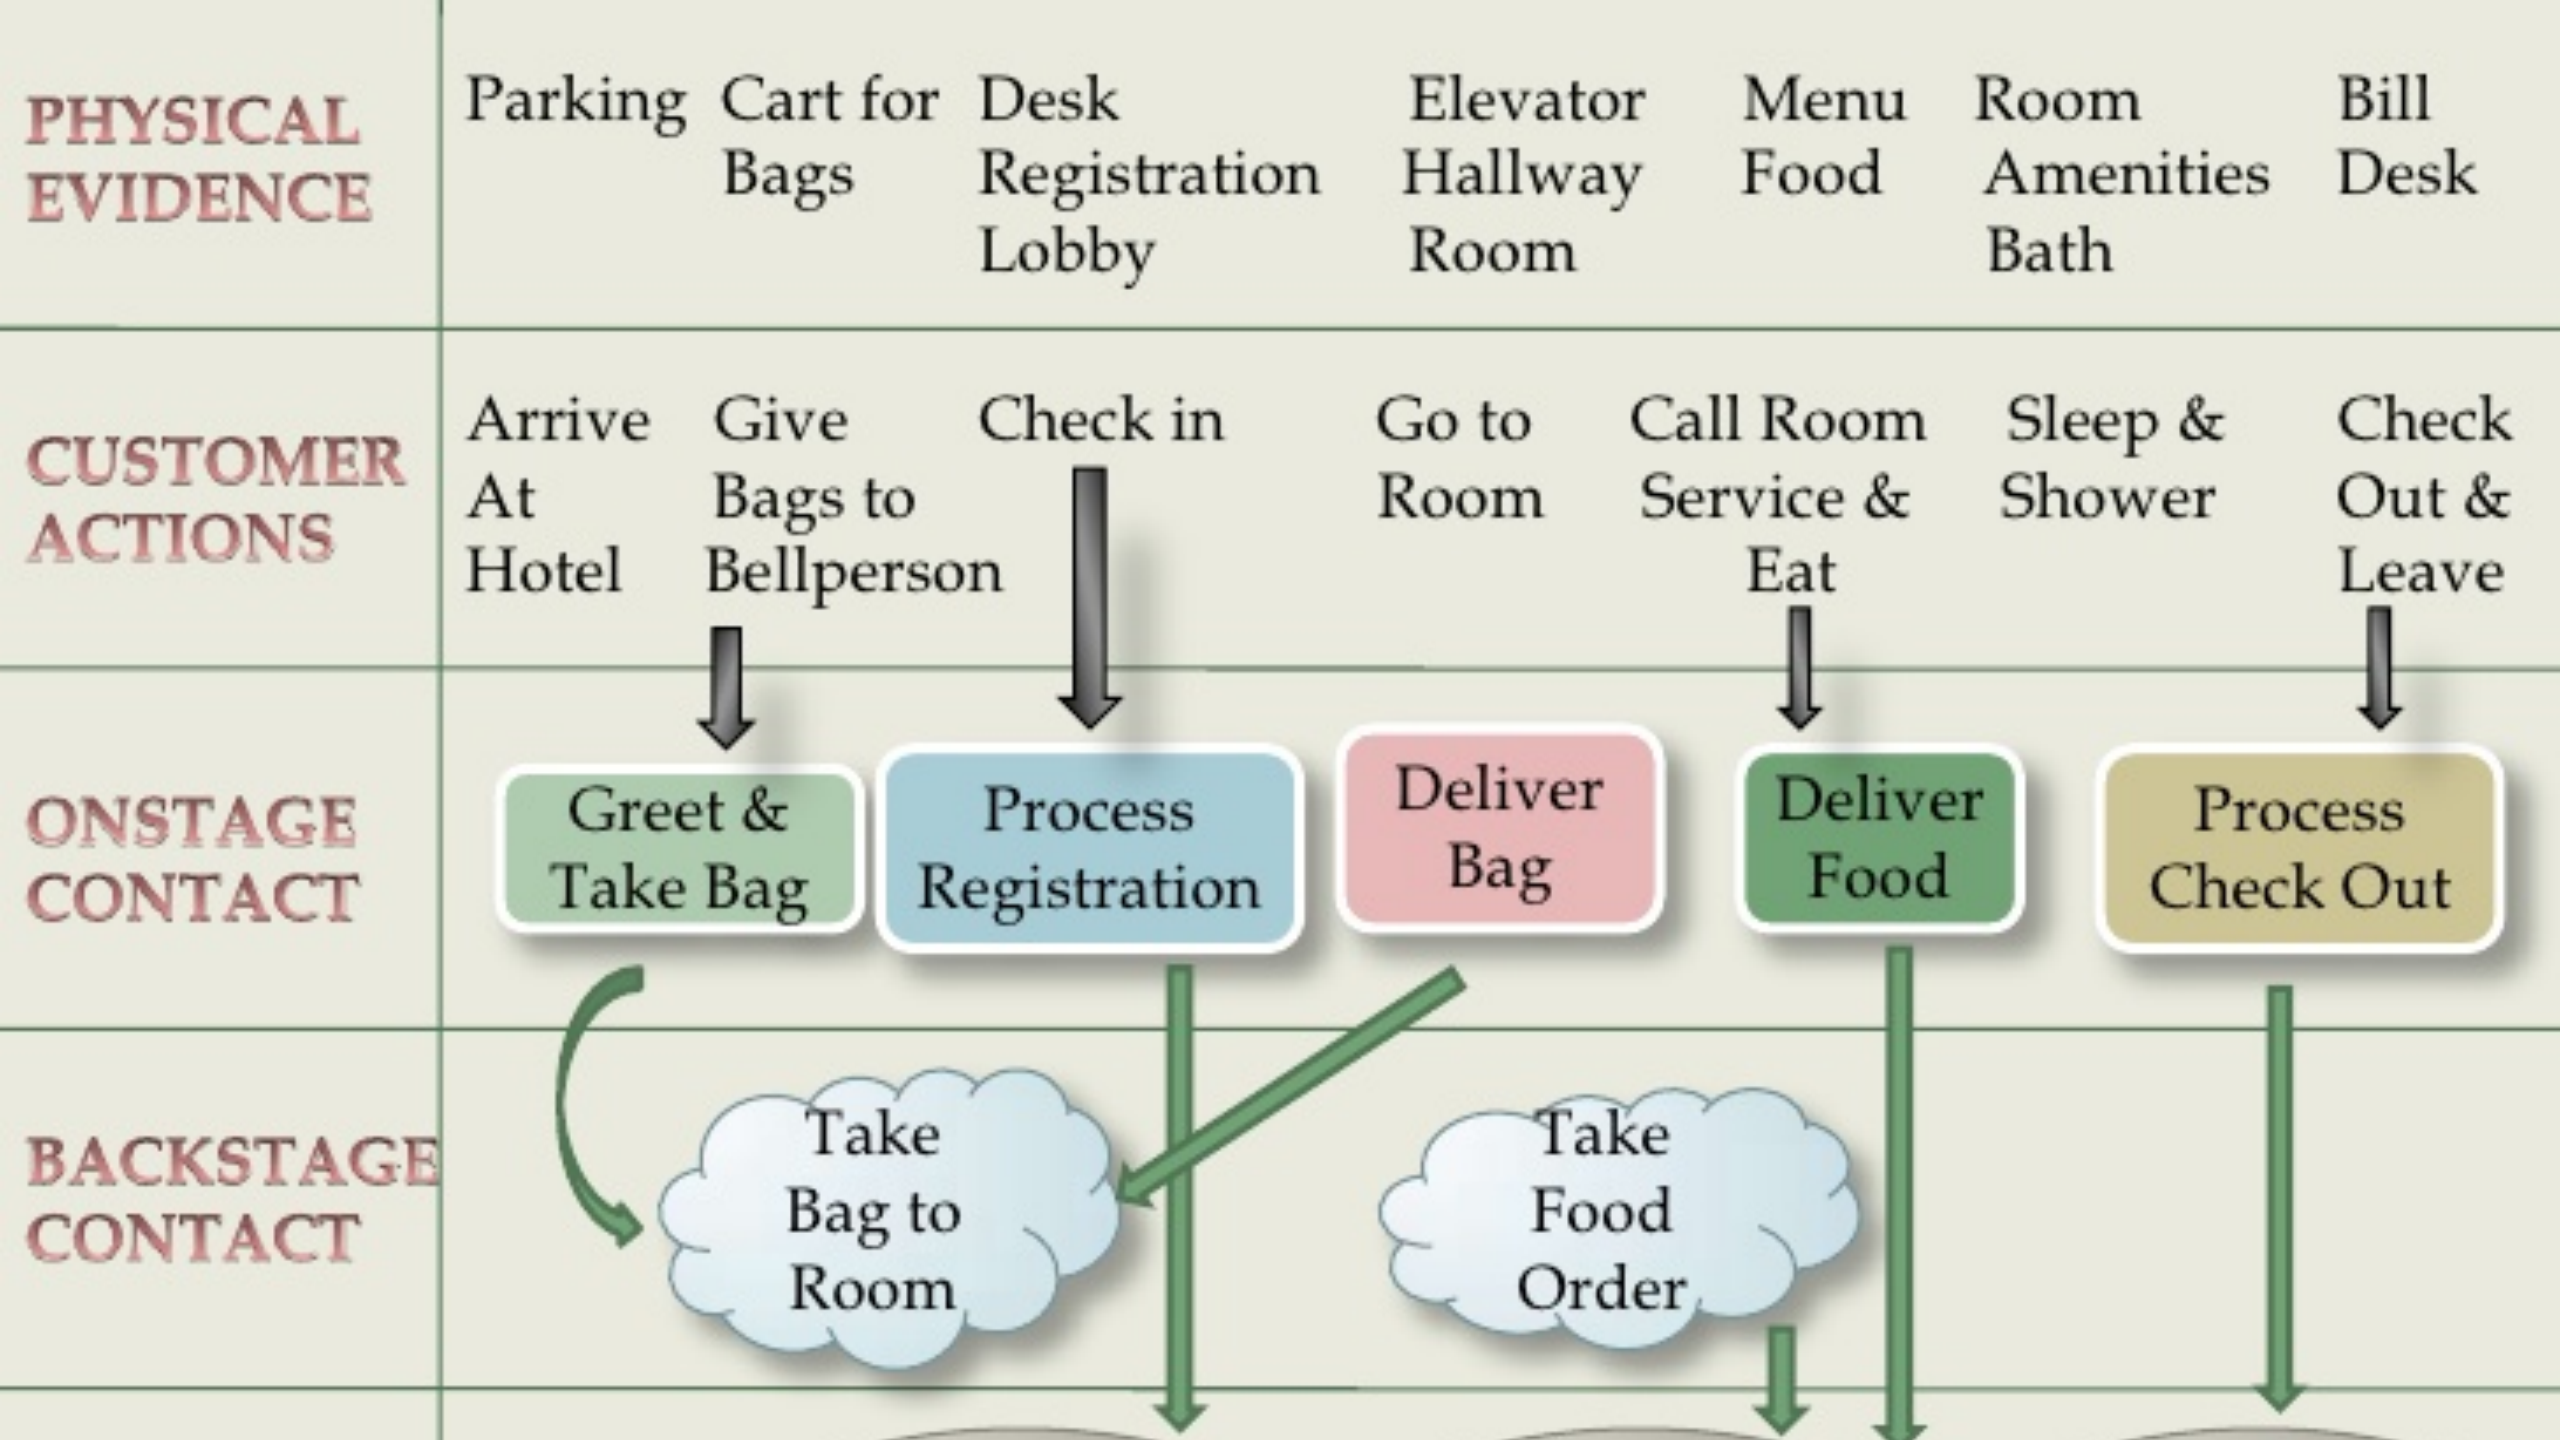 PHYSICAL
EVIDENCE
Parking
Cart for
Bags
Desk
Registration
Lobby
Elevator
Hallway
Room
Menu
Food
Room
Amenities
Bath
Bill
Desk
CUSTOMER
ACTIONS
Arrive
At
Hotel
Give
Bags to
Bellperson
Check in
Go to
Room
Call Room
Service &
Eat
Sleep &
Shower
Check
Out &
Leave
ONSTAGE
CONTACT
Greet &
Take Bag
Process
Registration
Deliver
Bag
Deliver
Food
Process
Check Out
BACKSTAGE
CONTACT
Take
Bag to
Room
Take
Food
Order